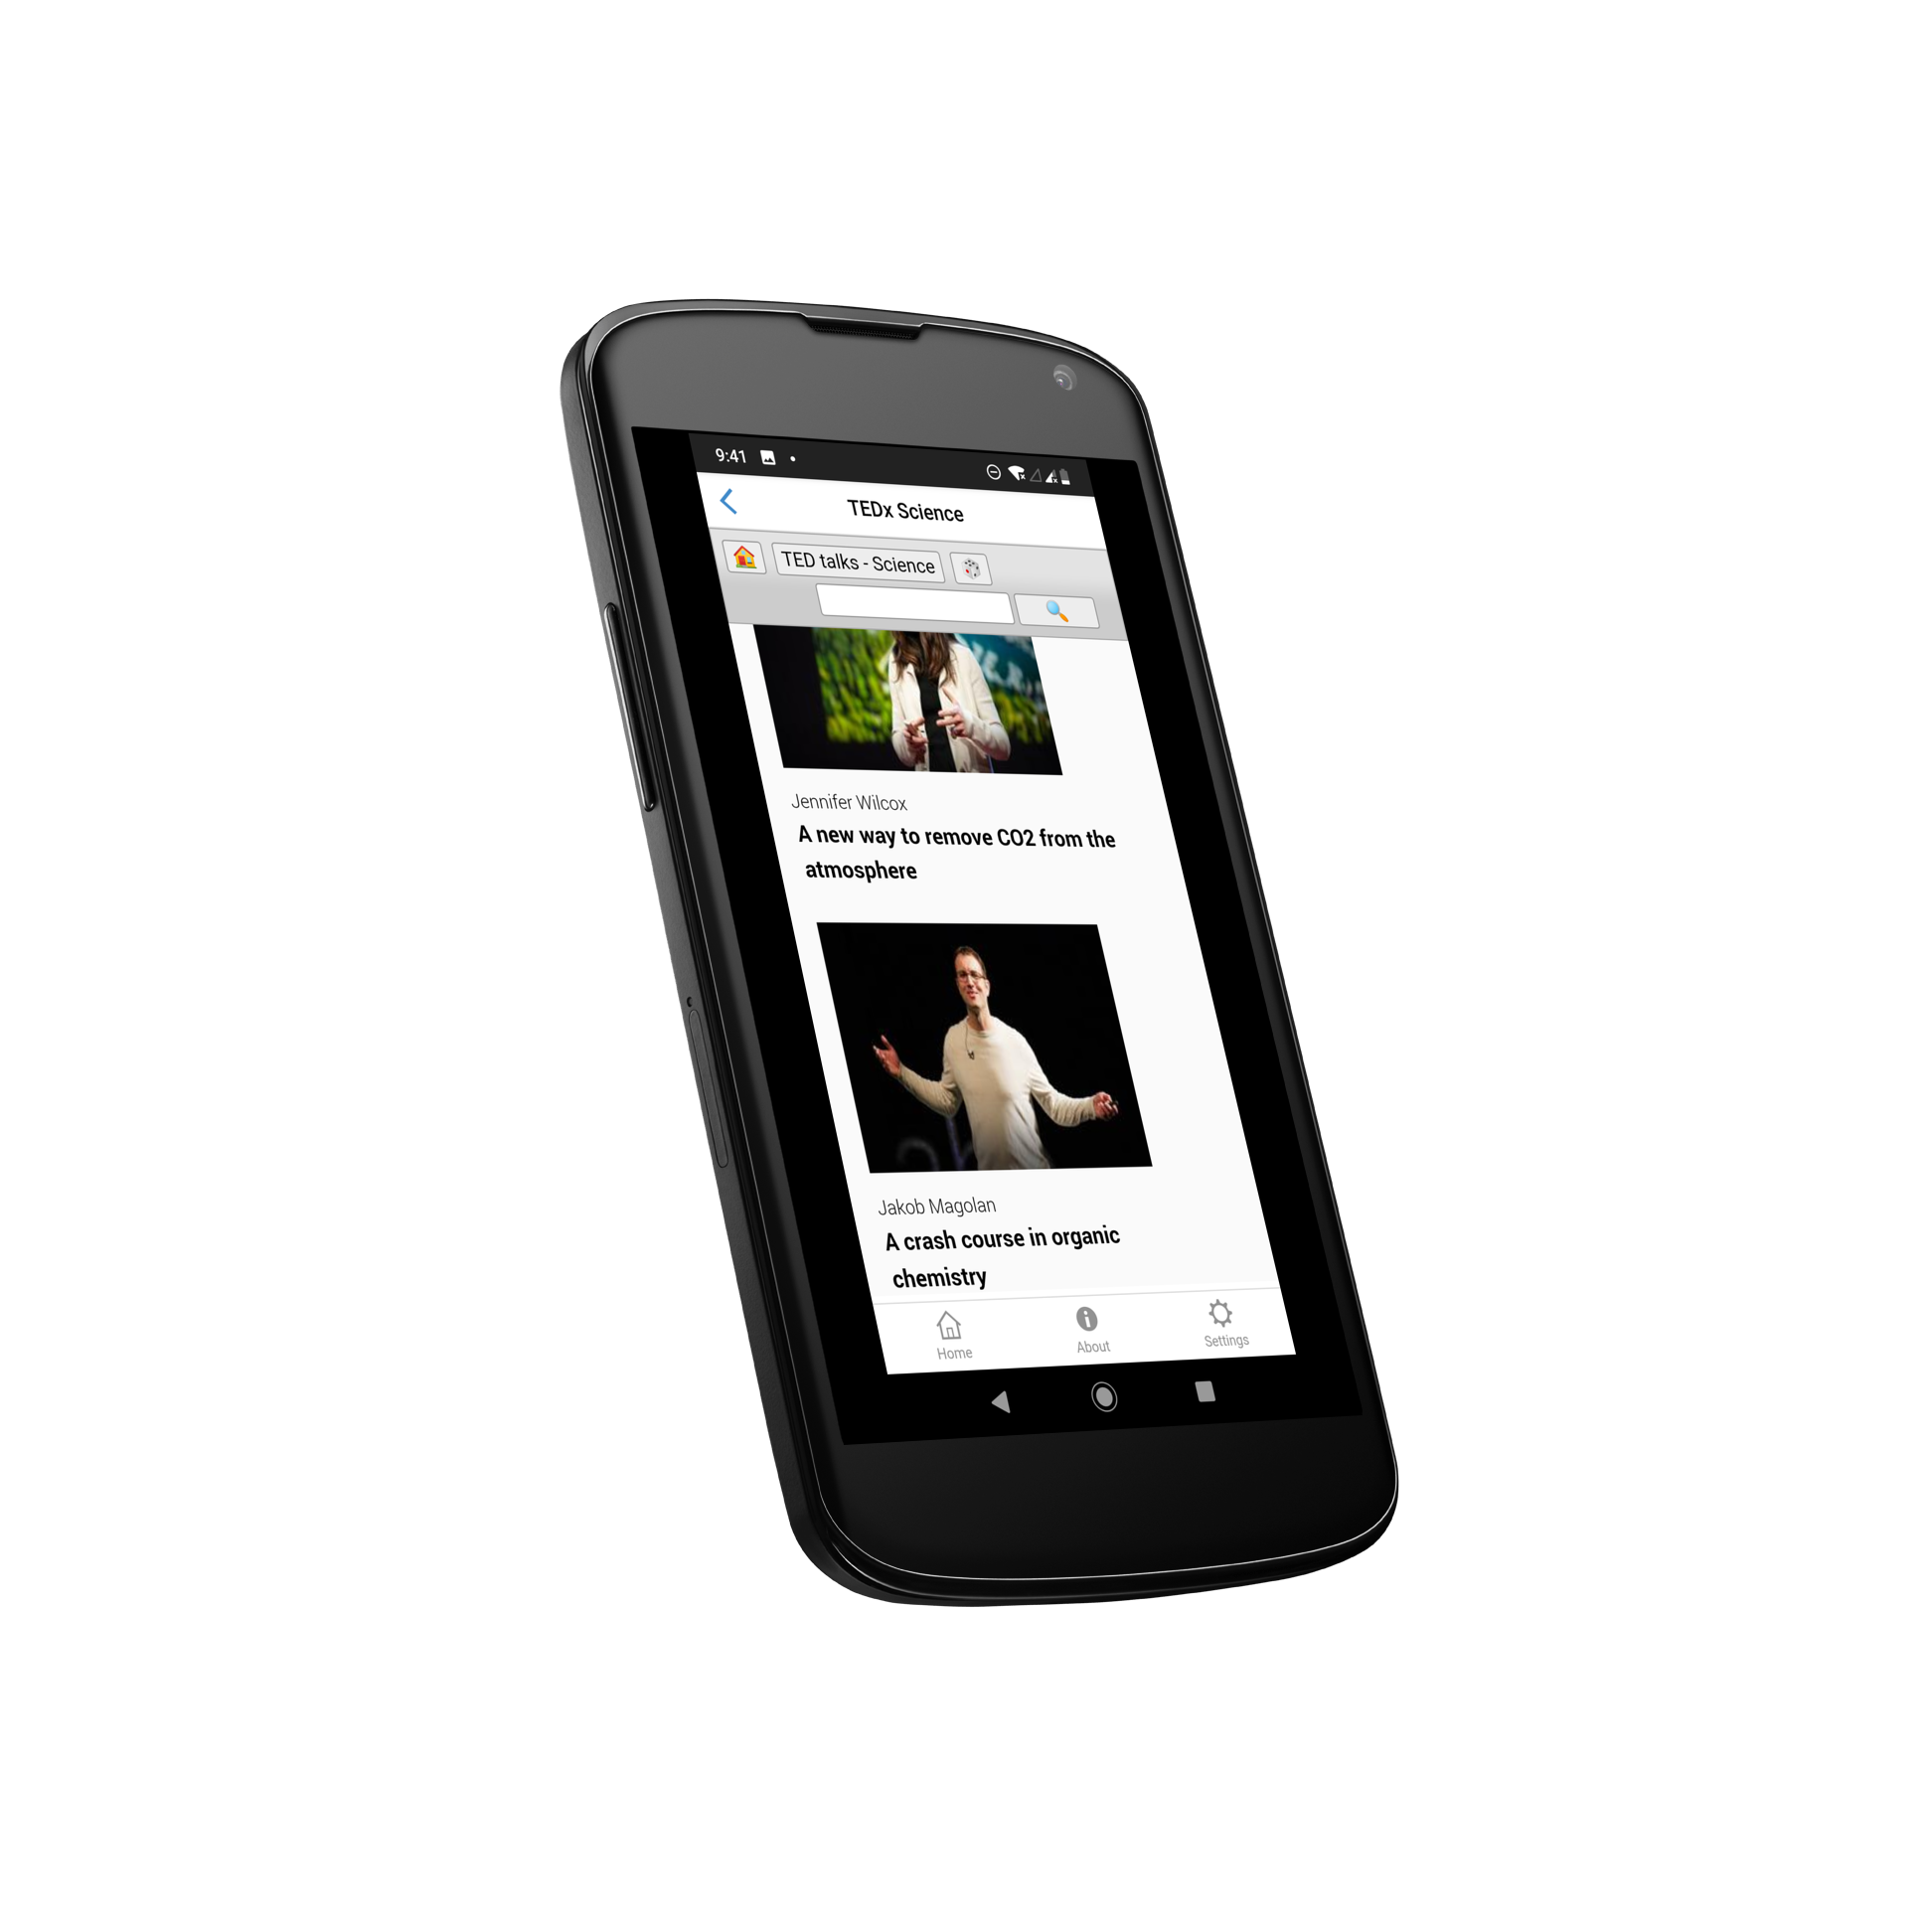 9:41
TEDx Science
TED talks - Science
Jennifer Wilcox
A new way to remove CO2 from the
atmosphere
Jakob Magolan
A crash course in organic
chemistry
Home
About
Settings